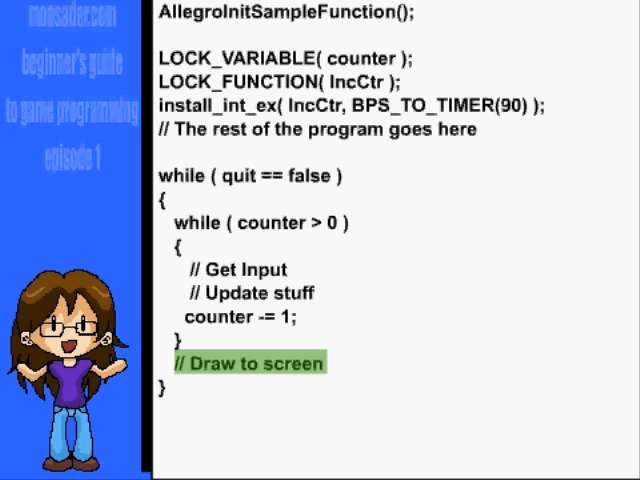 moosader.com
beginner's guide
to game programming
episode 1
AllegroInitSampleFunction();
LOCK_VARIABLE( counter );
LOCK_FUNCTION( IncCtr );
install_int_ex( IncCtr, BPS_TO_TIMER(90) );
// The rest of the program goes here
while ( quit == false )
{
while ( counter > 0 )
{
// Get Input
// Update stuff
counter -= 1;
}
// Draw to screen
}